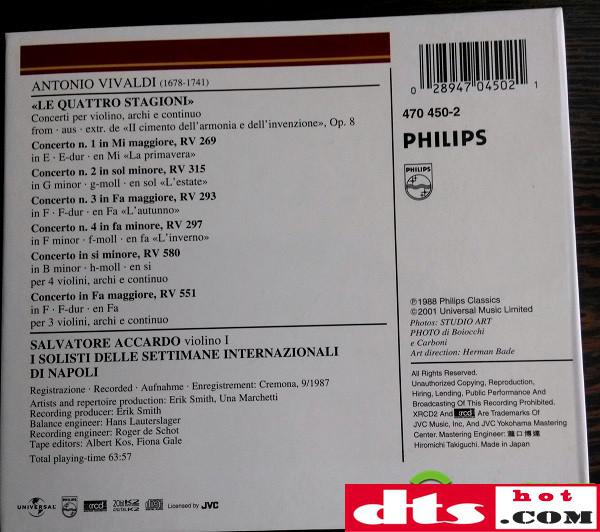 ANTONIO VIVALDI (1678-1741)
«LE QUATTRO STAGIONI»
Concerti per violino, archi e continuo
from · aus · extr. de «Il cimento dell'armonia e dell'invenzione», Op. 8
Concerto n. 1 in Mi maggiore, RV 269
in E · E-dur · en Mi «La primavera»
Concerto n. 2 in sol minore, RV 315
in G minor · g-moll · en sol «L'estate»
Concerto n. 3 in Fa maggiore, RV 293
in F · F-dur · en Fa «L'autunno»
Concerto n. 4 in fa minore, RV 297
in F minor · f-moll · en fa «L'inverno»
Concerto in si minore, RV 580
in B minor · h-moll · en si
per 4 violini, archi e continuo
Concerto in Fa maggiore, RV 551
in F · F-dur · en Fa
per 3 violini, archi e continuo
SALVATORE ACCARDO violino I
I SOLISTI DELLE SETTIMANE INTERNAZIONALI
DI NAPOLI
Registrazione · Recorded · Aufnahme · Enregistrement: Cremona, 9/1987
Artists and repertoire production: Erik Smith, Una Marchetti
Recording producer: Erik Smith
Balance engineer: Hans Lauterslager
Recording engineer: Roger de Schot
Tape editors: Albert Kos, Fiona Gale
Total playing-time 63:57
UNIVERSAL PHILIPS xrcd 20bit K2 DIGITAL K2 Licensed by JVC
0 28947 04502 1
470 450-2
PHILIPS
PHILIPS
℗1988 Philips Classics
©2001 Universal Music Limited
Photos: STUDIO ART
PHOTO di Boiocchi
e Carboni
Art direction: Herman Bade
All Rights Reserved.
Unauthorized Copying, Reproduction,
Hiring, Lending, Public Performance And
Broadcasting Of This Recording Prohibited.
XRCD2 And xrcd Are Trademarks Of
JVC Music, Inc, And JVC Yokohama Mastering
Center. Mastering Engineer: 瀧口博達
Hiromichi Takiguchi. Made in Japan
dts hot
.COM